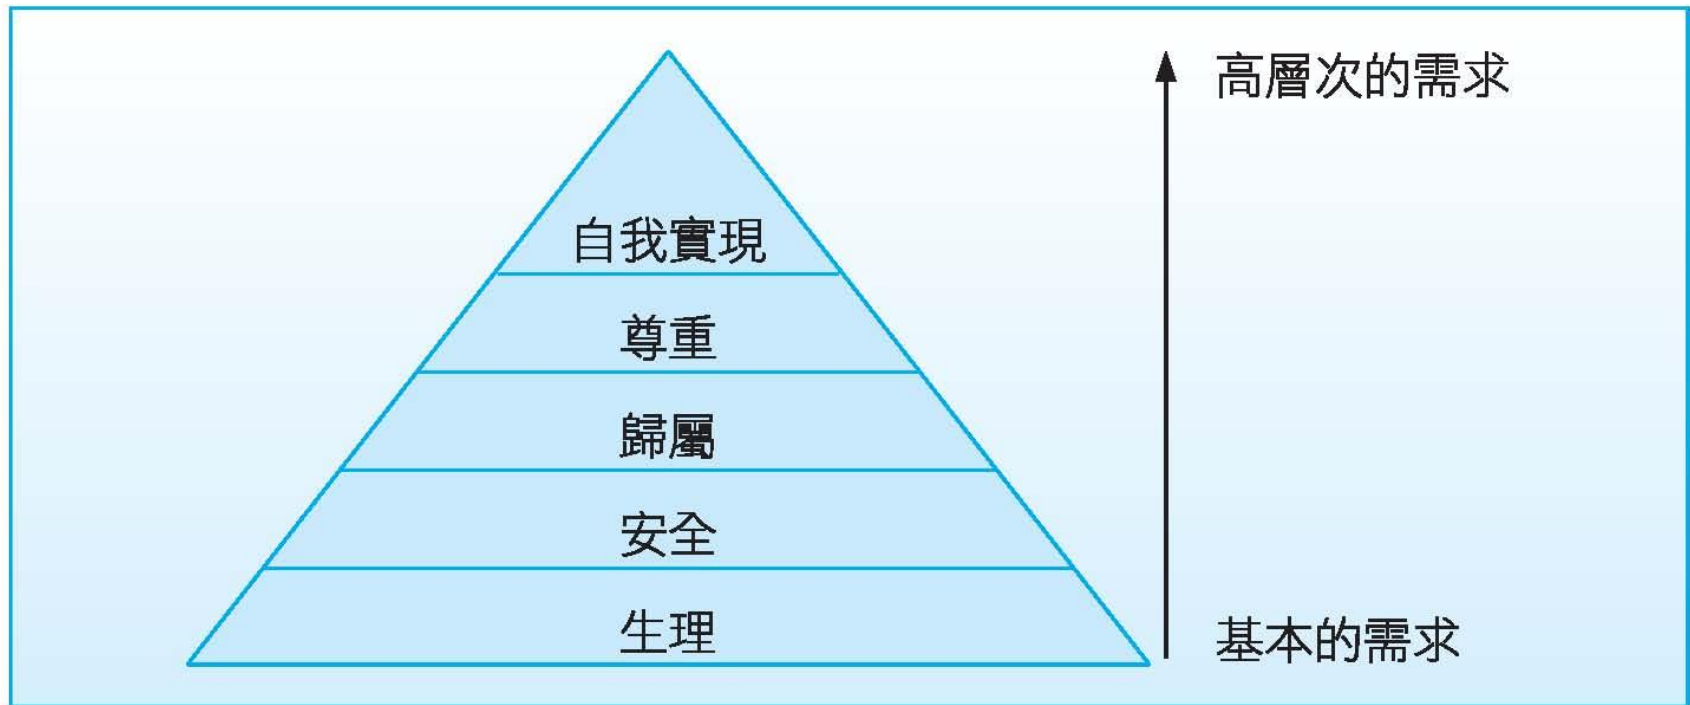 高層次的需求
自我實現
尊重
歸屬
安全
生理
基本的需求